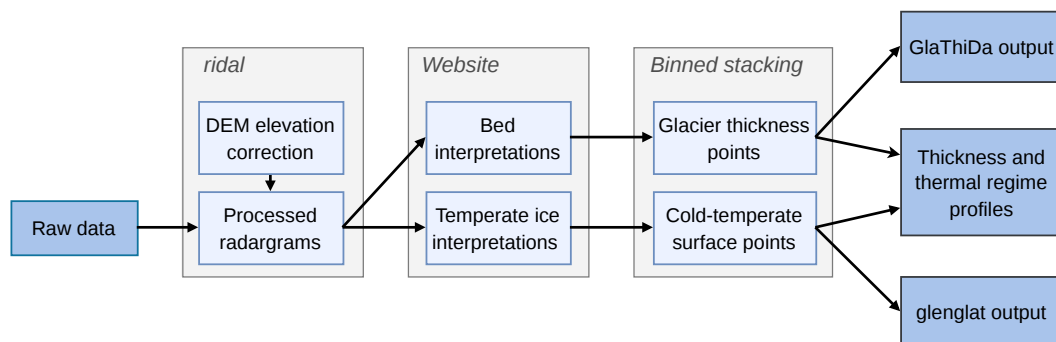 Raw data
ridal
DEM elevation
correction
Processed
radargrams
Website
Bed
interpretations
Temperate ice
interpretations
Binned stacking
Glacier thickness
points
Cold-temperate
surface points
GlaThiDa output
Thickness and
thermal regime
profiles
glenglat output